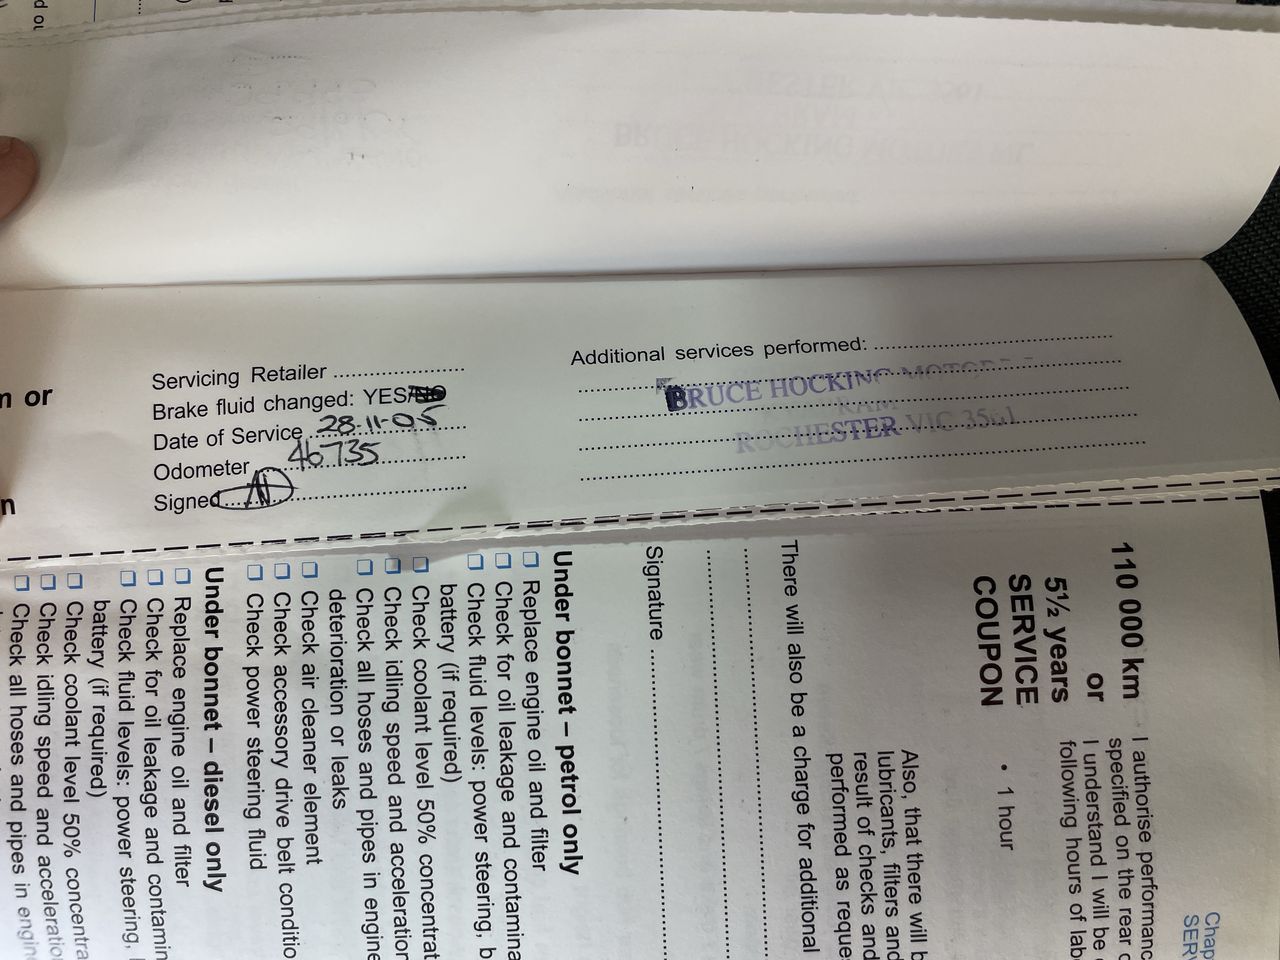 d ou
m or
n
Servicing Retailer
Brake fluid changed: YES/NO
Date of Service 28-11-05
Odometer 46735
Signed
Additional services performed:
BRUCE HOCKING MOTORS
ROCHESTER VIC 3561
110 000 km
or
5½ years
SERVICE
COUPON
• 1 hour
I authorise performanc
specified on the rear o
I understand I will be
following hours of lab
Also, that there will b
lubricants, filters and
result of checks and
performed as reques
There will also be a charge for additional
Signature
Under bonnet – petrol only
Replace engine oil and filter
Check for oil leakage and contamina
Check fluid levels: power steering, b
battery (if required)
Check coolant level 50% concentrat
Check idling speed and acceleration
Check all hoses and pipes in engine
deterioration or leaks
Check air cleaner element
Check accessory drive belt conditio
Check power steering fluid
Under bonnet – diesel only
Replace engine oil and filter
Check for oil leakage and contamin
Check fluid levels: power steering,
battery (if required)
Check coolant level 50% concentra
Check idling speed and acceleratio
Check all hoses and pipes in engin
Chap
SERV